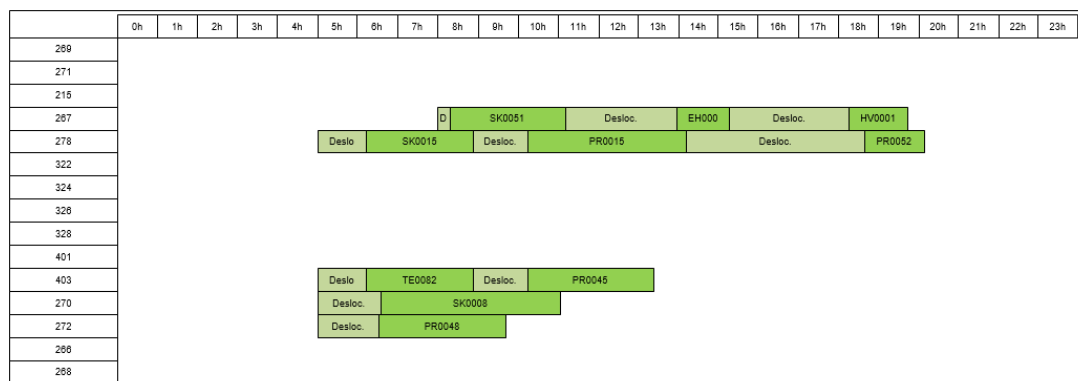 0h 1h 2h 3h 4h 5h 6h 7h 8h 9h 10h 11h 12h 13h 14h 15h 16h 17h 18h 19h 20h 21h 22h 23h
269
271
215
267 D SK0051 Desloc. EH000 Desloc. HV0001
278 Deslo SK0015 Desloc. PR0015 Desloc. PR0052
322
324
326
328
401
403 Deslo TE0082 Desloc. PR0045
270 Desloc. SK0008
272 Desloc. PR0048
266
268